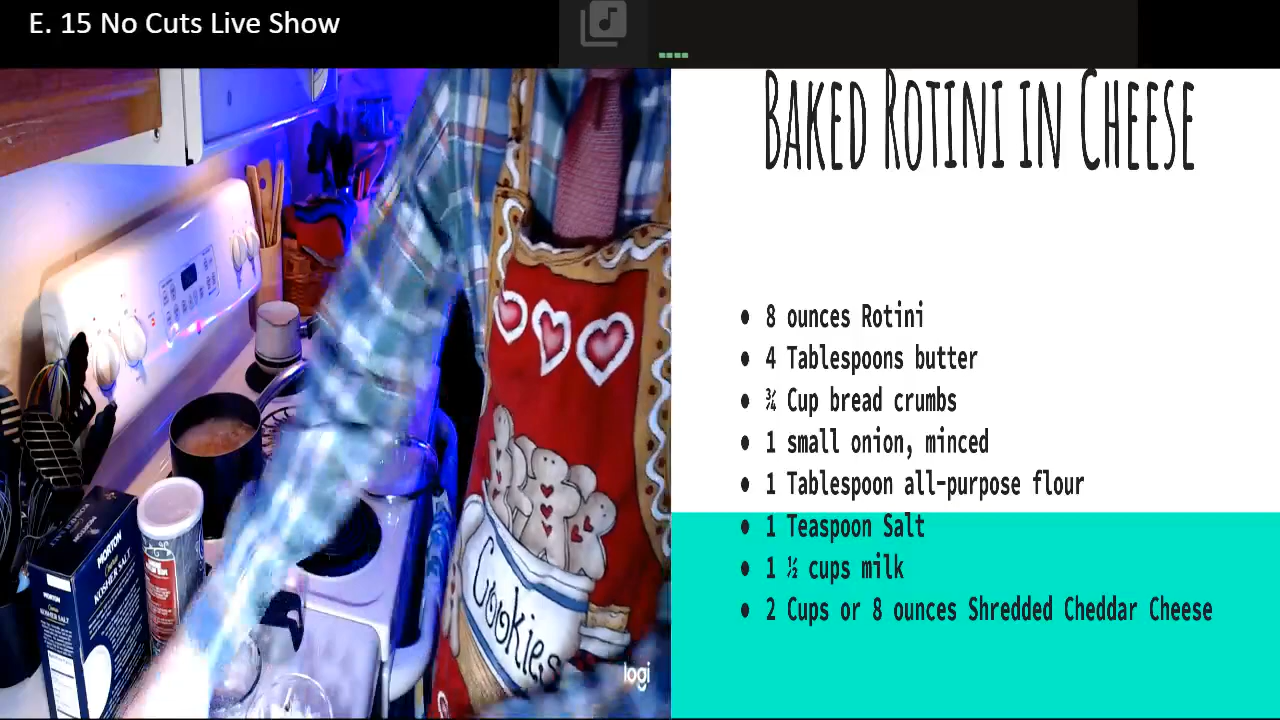 E. 15 No Cuts Live Show
BAKED ROTINI IN CHEESE
8 ounces Rotini
4 Tablespoons butter
¾ Cup bread crumbs
1 small onion, minced
1 Tablespoon all-purpose flour
1 Teaspoon Salt
1 ½ cups milk
2 Cups or 8 ounces Shredded Cheddar Cheese
MORTON
KOSHER SALT
Cookies
logi